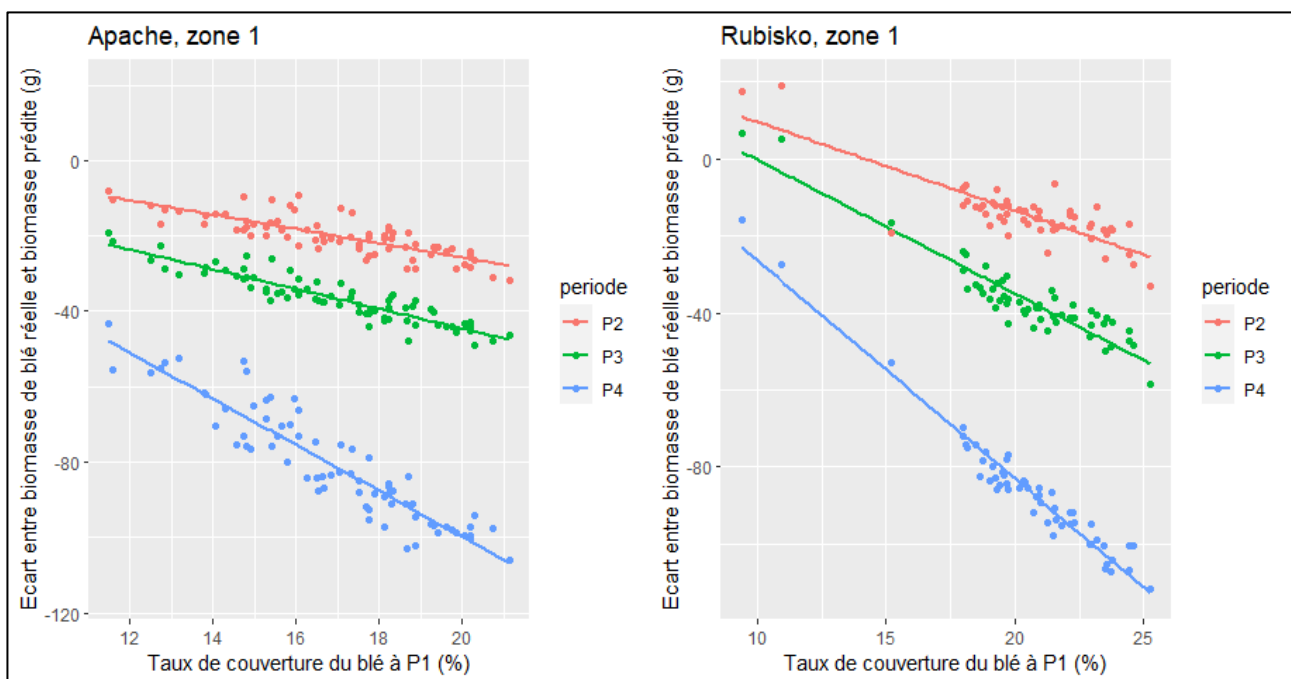 Apache, zone 1
Ecart entre biomasse de blé réelle et biomasse prédite (g)
0
-40
-80
-120
12 14 16 18 20
Taux de couverture du blé à P1 (%)
periode
P2
P3
P4
Rubisko, zone 1
Ecart entre biomasse de blé réelle et biomasse prédite (g)
0
-40
-80
10 15 20 25
Taux de couverture du blé à P1 (%)
periode
P2
P3
P4